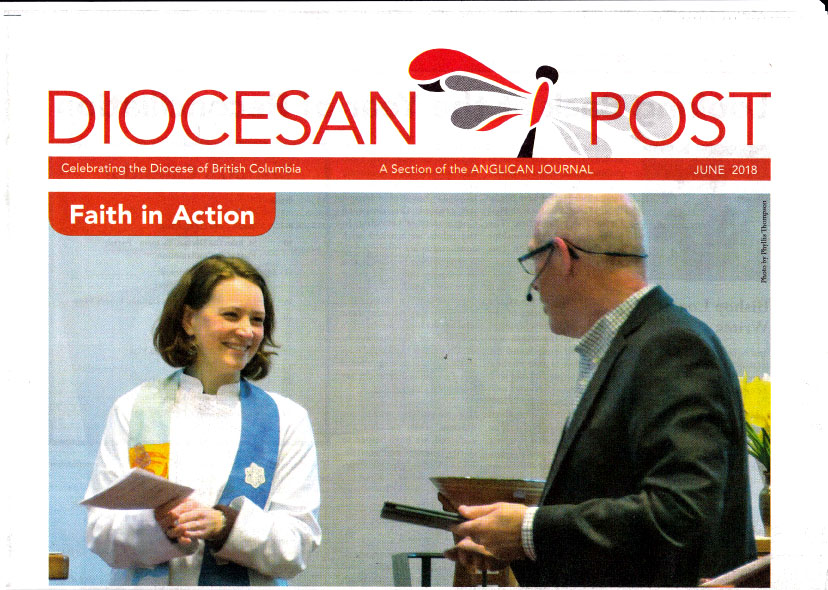 DIOCESAN POST
Celebrating the Diocese of British Columbia A Section of the ANGLICAN JOURNAL JUNE 2018
Faith in Action
Photo by Phyllis Thompson